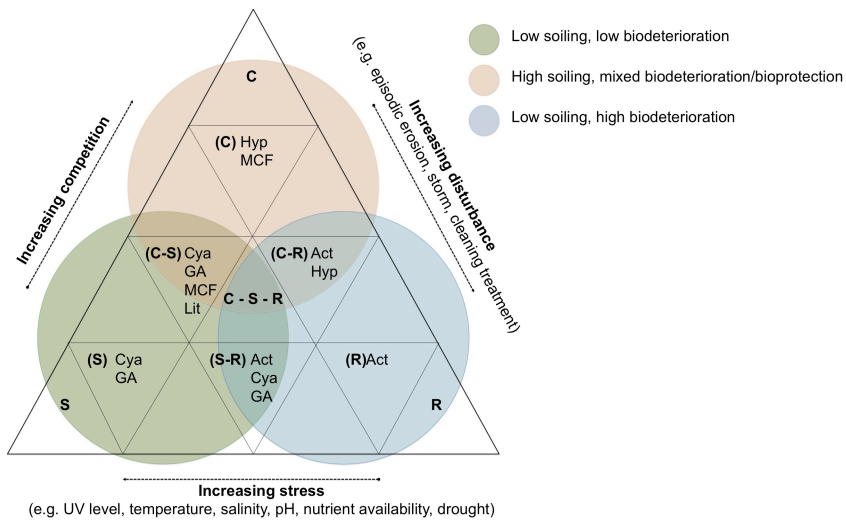 Low soiling, low biodeterioration
High soiling, mixed biodeterioration/bioprotection
Low soiling, high biodeterioration
C
(C) Hyp
MCF
Increasing competition
Increasing disturbance
(e.g. episodic erosion, storm, cleaning treatment)
(C-S) Cya
GA
MCF
Lit
(C-R) Act
Hyp
C - S - R
(S) Cya
GA
(S-R) Act
Cya
GA
(R)Act
S
R
Increasing stress
(e.g. UV level, temperature, salinity, pH, nutrient availability, drought)